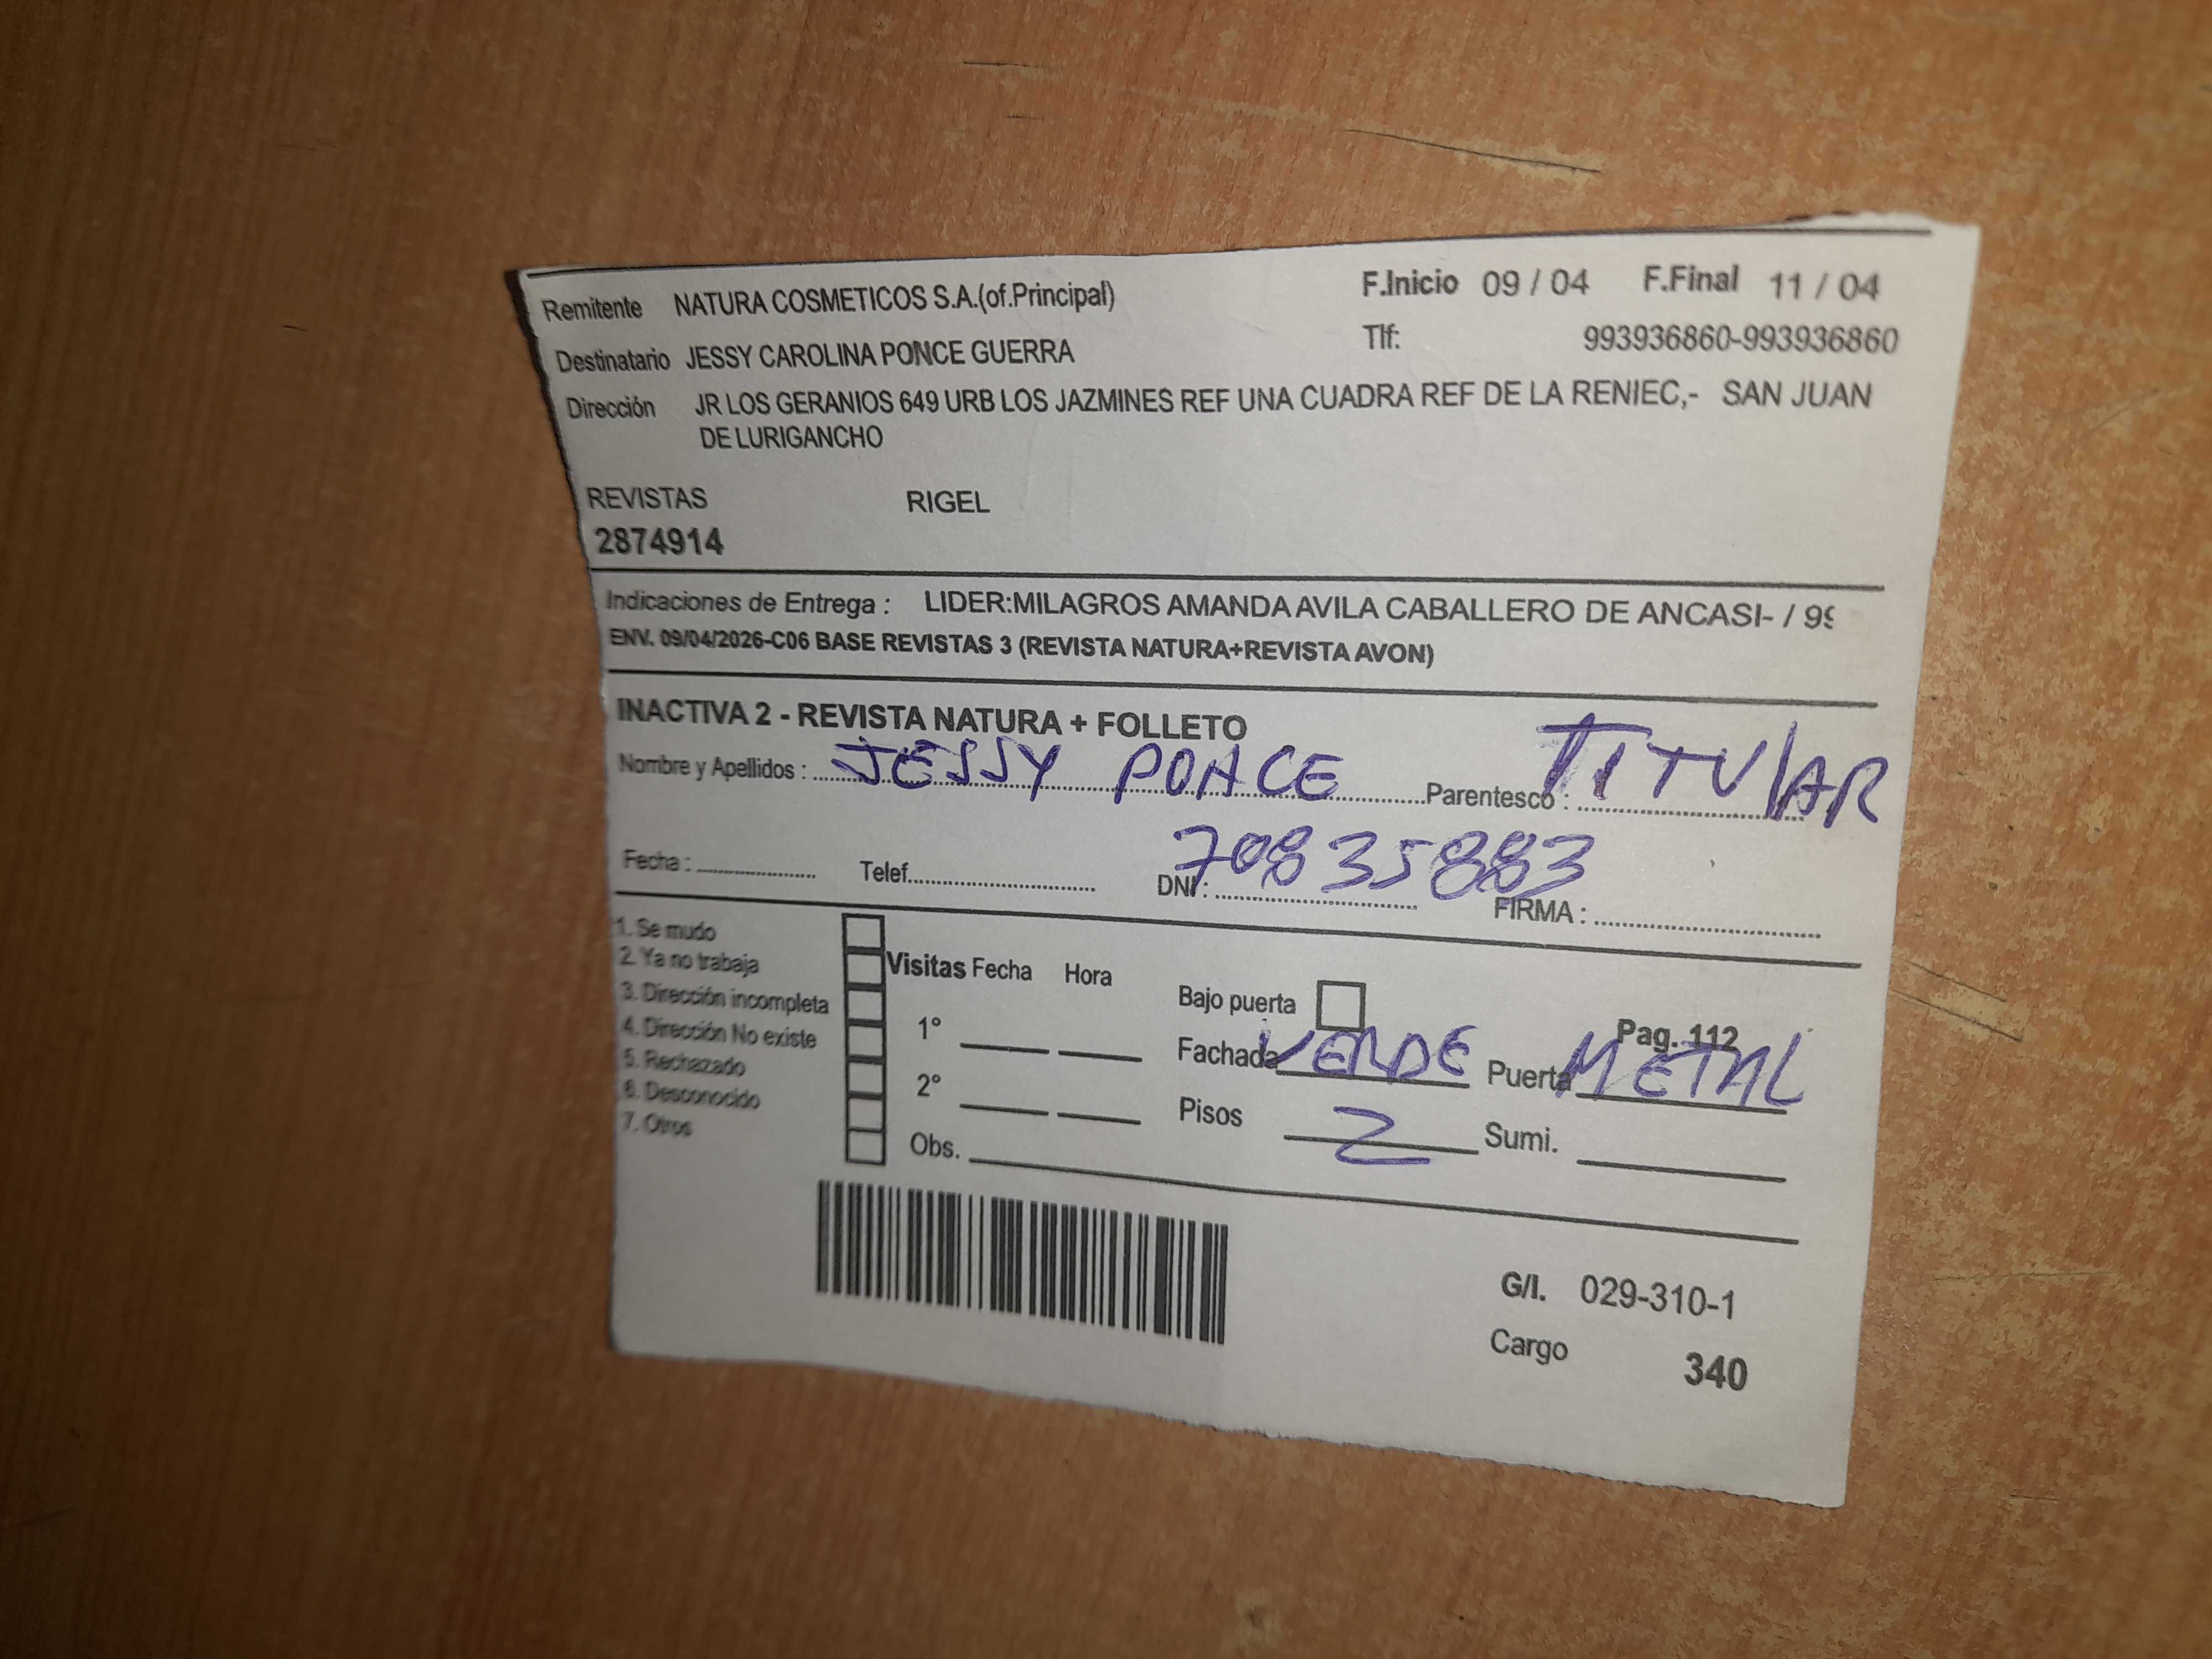 Remitente NATURA COSMETICOS S.A.(of.Principal) F.Inicio 09 / 04 F.Final 11 / 04
Destinatario JESSY CAROLINA PONCE GUERRA Tlf: 993936860-993936860
Dirección JR LOS GERANIOS 649 URB LOS JAZMINES REF UNA CUADRA REF DE LA RENIEC,- SAN JUAN
DE LURIGANCHO
REVISTAS RIGEL
2874914
Indicaciones de Entrega : LIDER:MILAGROS AMANDA AVILA CABALLERO DE ANCASI- / 99
ENV. 09/04/2026-C06 BASE REVISTAS 3 (REVISTA NATURA+REVISTA AVON)
INACTIVA 2 - REVISTA NATURA + FOLLETO
Nombre y Apellidos : JESSY PONCE Parentesco : TITULAR
Fecha : Telef. DNI : 70835883 FIRMA :
1. Se mudo
2. Ya no trabaja Visitas Fecha Hora
3. Dirección incompleta Bajo puerta
4. Dirección No existe 1° Pag. 112
5. Rechazado Fachada VERDE Puerta METAL
6. Desconocido 2° Pisos 2 Sumi.
7. Otros Obs.
G/I. 029-310-1
Cargo 340